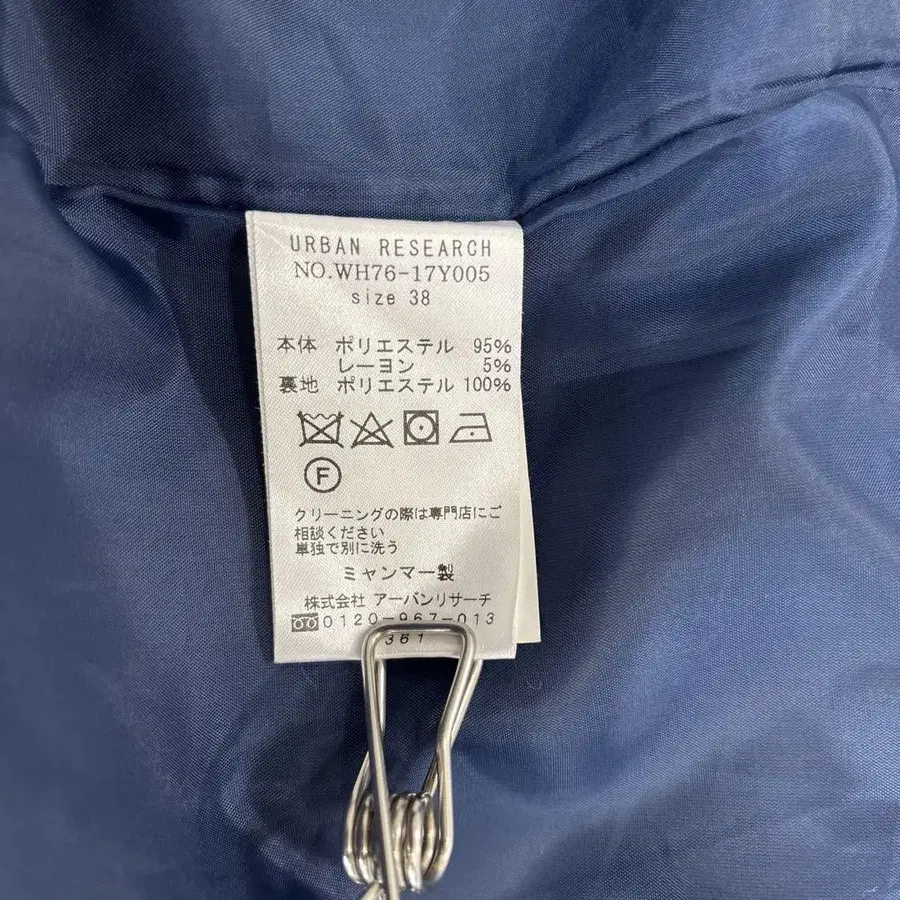 URBAN RESEARCH
NO.WH76-17Y005
size 38
本体 ポリエステル 95%
レーヨン 5%
裏地 ポリエステル 100%
F
クリーニングの際は専門店にご
相談ください
単独で別に洗う
ミャンマー製
株式会社 アーバンリサーチ
0120-967-013
361